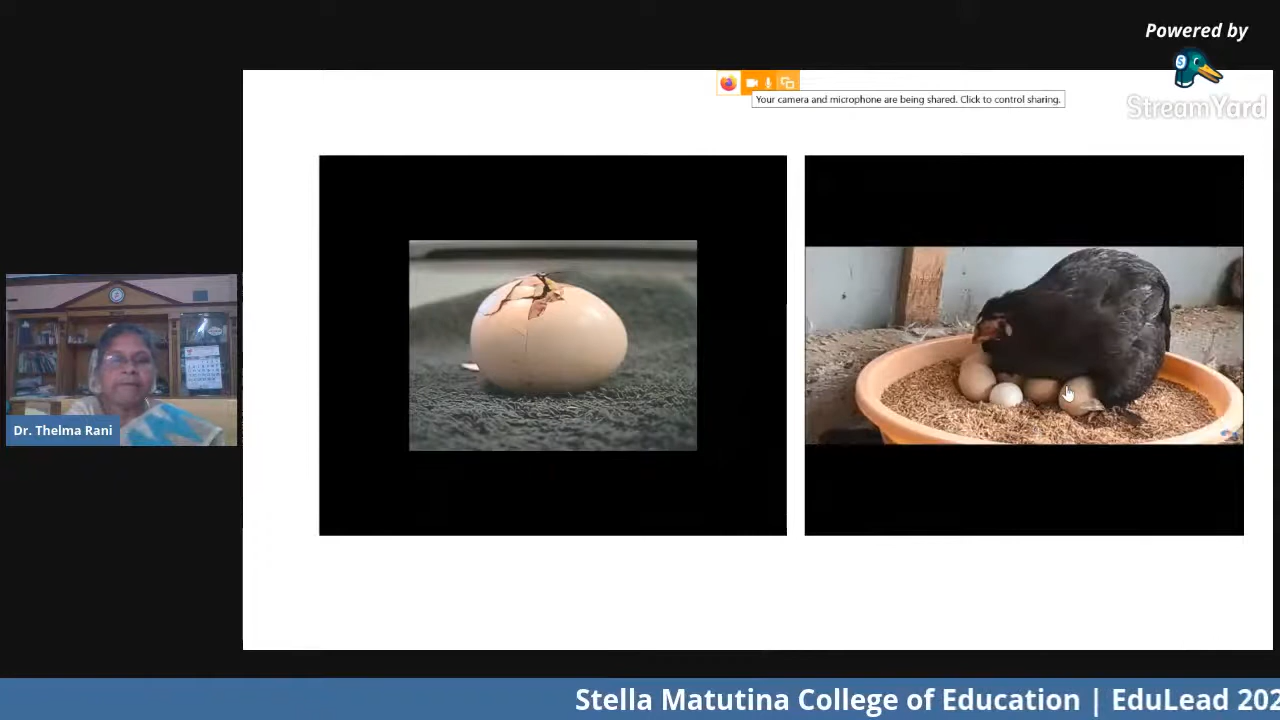 Powered by
StreamYard
Your camera and microphone are being shared. Click to control sharing.
Dr. Thelma Rani
Stella Matutina College of Education | EduLead 202